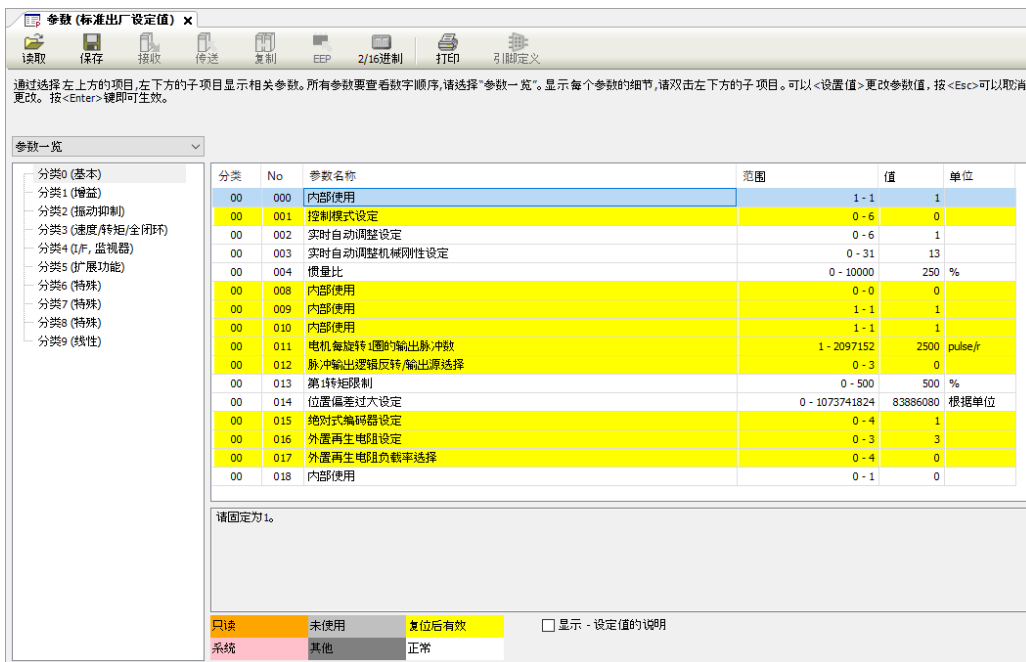 参数 (标准出厂设定值) x
读取 保存 接收 传送 复制 EEP 2/16进制 打印 引脚定义
通过选择左上方的项目,左下方的子项目显示相关参数。所有参数要查看数字顺序,请选择“参数一览”。显示每个参数的细节,请双击左下方的子项目。可以<设置值>更改参数值, 按<Esc>可以取消
更改。按<Enter>键即可生效。
参数一览
分类0 (基本)
分类1 (增益)
分类2 (振动抑制)
分类3 (速度/转矩/全闭环)
分类4 (I/F, 监视器)
分类5 (扩展功能)
分类6 (特殊)
分类7 (特殊)
分类8 (特殊)
分类9 (线性)
分类 No 参数名称 范围 值 单位
00 000 内部使用 1 - 1 1
00 001 控制模式设定 0 - 6 0
00 002 实时自动调整设定 0 - 6 1
00 003 实时自动调整机械刚性设定 0 - 31 13
00 004 惯量比 0 - 10000 250 %
00 008 内部使用 0 - 0 0
00 009 内部使用 1 - 1 1
00 010 内部使用 1 - 1 1
00 011 电机每旋转1圈的输出脉冲数 1 - 2097152 2500 pulse/r
00 012 脉冲输出逻辑反转/输出源选择 0 - 3 0
00 013 第1转矩限制 0 - 500 500 %
00 014 位置偏差过大设定 0 - 1073741824 83886080 根据单位
00 015 绝对式编码器设定 0 - 4 1
00 016 外置再生电阻设定 0 - 3 3
00 017 外置再生电阻负载率选择 0 - 4 0
00 018 内部使用 0 - 1 0
请固定为1。
只读 未使用 复位后有效 显示 - 设定值的说明
系统 其他 正常